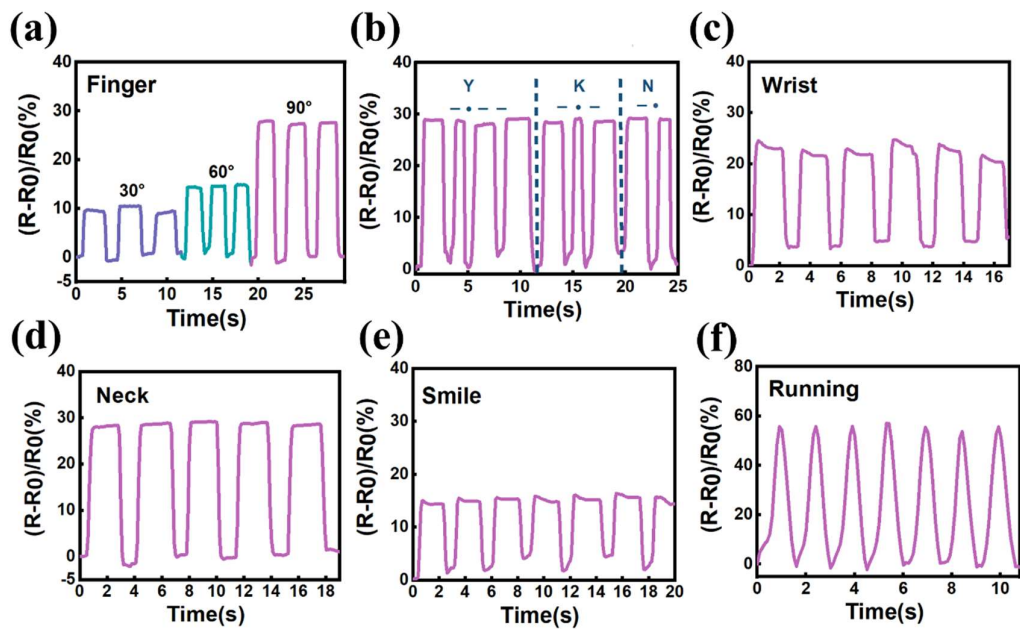 (a)
Finger
30°
60°
90°
(R-R0)/R0(%)
40
30
20
10
0
-5
0 5 10 15 20 25
Time(s)
(b)
Y K N
— • — — — • — — •
(R-R0)/R0(%)
40
30
20
10
0
0 5 10 15 20 25
Time(s)
(c)
Wrist
(R-R0)/R0(%)
40
30
20
10
0
0 2 4 6 8 10 12 14 16
Time(s)
(d)
Neck
(R-R0)/R0(%)
40
30
20
10
0
-5
0 2 4 6 8 10 12 14 16 18
Time(s)
(e)
Smile
(R-R0)/R0(%)
40
30
20
10
0
0 2 4 6 8 10 12 14 16 18 20
Time(s)
(f)
Running
(R-R0)/R0(%)
80
60
40
20
0
0 2 4 6 8 10
Time(s)